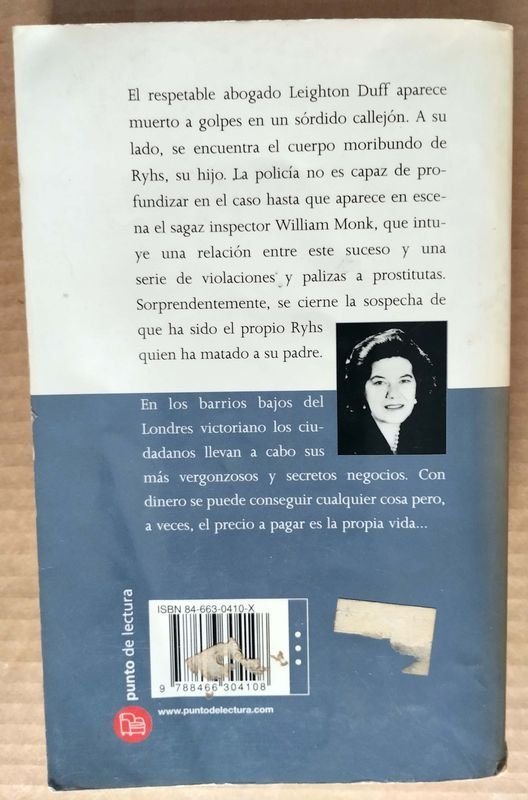 El respetable abogado Leighton Duff aparece
muerto a golpes en un sórdido callejón. A su
lado, se encuentra el cuerpo moribundo de
Ryhs, su hijo. La policía no es capaz de pro-
fundizar en el caso hasta que aparece en esce-
na el sagaz inspector William Monk, que intu-
ye una relación entre este suceso y una
serie de violaciones y palizas a prostitutas.
Sorprendentemente, se cierne la sospecha de
que ha sido el propio Ryhs
quien ha matado a su padre.
En los barrios bajos del
Londres victoriano los ciu-
dadanos llevan a cabo sus
más vergonzosos y secretos negocios. Con
dinero se puede conseguir cualquier cosa pero,
a veces, el precio a pagar es la propia vida...
punto de lectura
ISBN 84-663-0410-X
9 788466 304108
www.puntodelectura.com